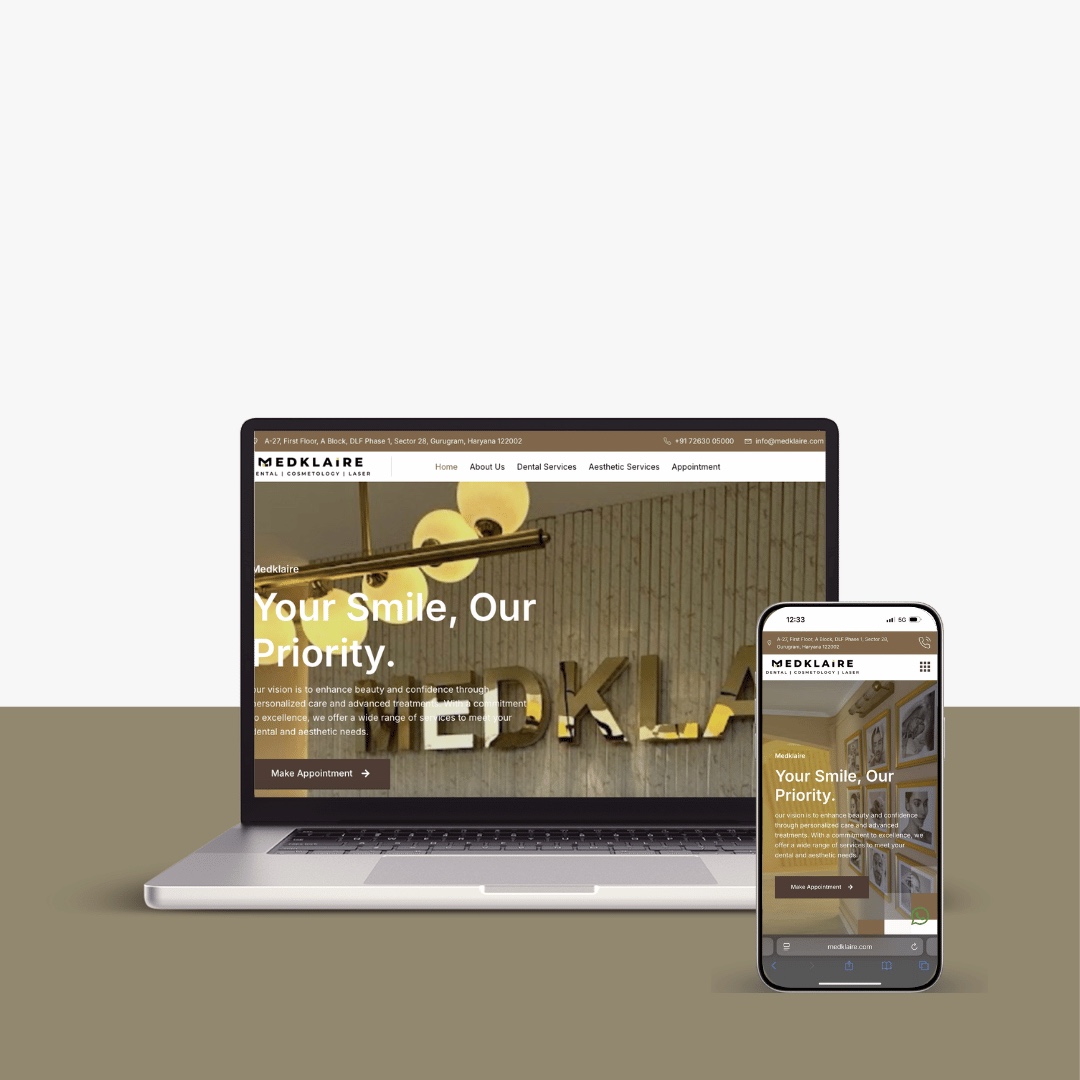 A-27, First Floor, A Block, DLF Phase 1, Sector 28, Gurugram, Haryana 122002
+91 72630 05000
info@medklaire.com
MEDKLAIRE
ENTAL | COSMETOLOGY | LASER
Home About Us Dental Services Aesthetic Services Appointment
Medklaire
Your Smile, Our
Priority.
our vision is to enhance beauty and confidence through
personalized care and advanced treatments. With a commitment
to excellence, we offer a wide range of services to meet your
dental and aesthetic needs.
Make Appointment
MEDKLA
12:33
5G
A-27, First Floor, A Block, DLF Phase 1, Sector 28,
Gurugram, Haryana 122002
MEDKLAIRE
DENTAL | COSMETOLOGY | LASER
Medklaire
Your Smile, Our
Priority.
our vision is to enhance beauty and confidence
through personalized care and advanced
treatments. With a commitment to excellence, we
offer a wide range of services to meet your
dental and aesthetic needs.
Make Appointment
medklaire.com